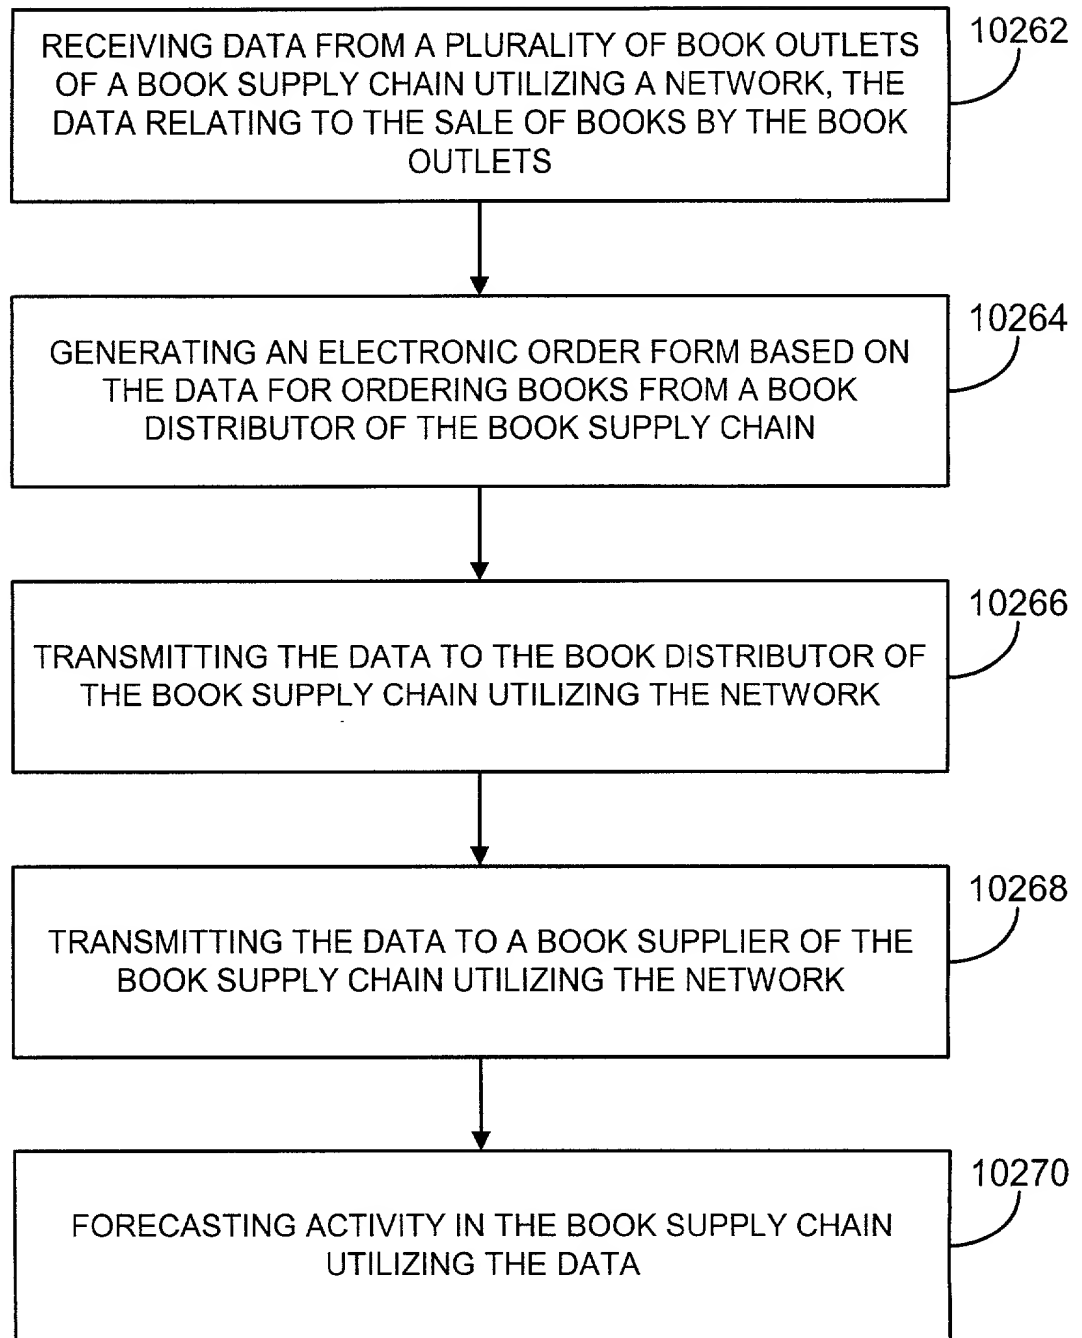 RECEIVING DATA FROM A PLURALITY OF BOOK OUTLETS
OF A BOOK SUPPLY CHAIN UTILIZING A NETWORK, THE
DATA RELATING TO THE SALE OF BOOKS BY THE BOOK
OUTLETS
10262
GENERATING AN ELECTRONIC ORDER FORM BASED ON
THE DATA FOR ORDERING BOOKS FROM A BOOK
DISTRIBUTOR OF THE BOOK SUPPLY CHAIN
10264
TRANSMITTING THE DATA TO THE BOOK DISTRIBUTOR OF
THE BOOK SUPPLY CHAIN UTILIZING THE NETWORK
10266
TRANSMITTING THE DATA TO A BOOK SUPPLIER OF THE
BOOK SUPPLY CHAIN UTILIZING THE NETWORK
10268
FORECASTING ACTIVITY IN THE BOOK SUPPLY CHAIN
UTILIZING THE DATA
10270